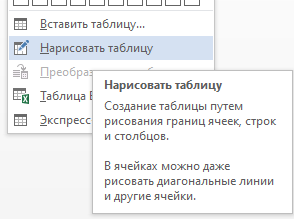 Вставить таблицу...
Нарисовать таблицу
Преобраз
Таблица E
Экспресс
Нарисовать таблицу
Создание таблицы путем
рисования границ ячеек, строк
и столбцов.
В ячейках можно даже
рисовать диагональные линии
и другие ячейки.